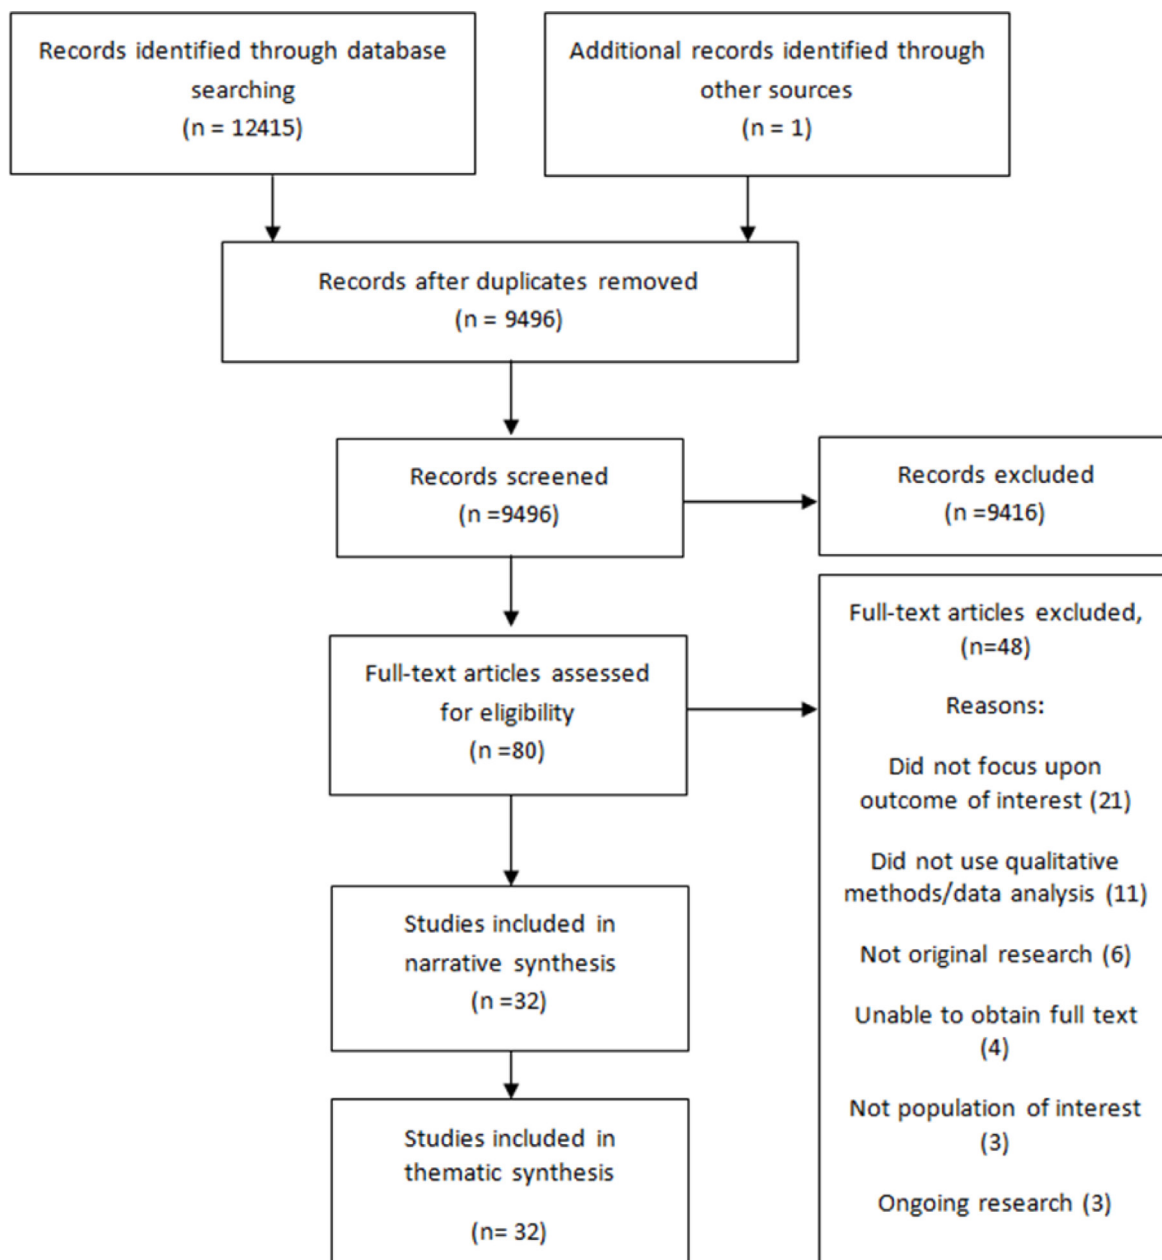 Records identified through database
searching
(n = 12415)
Additional records identified through
other sources
(n = 1)
Records after duplicates removed
(n = 9496)
Records screened
(n =9496)
Records excluded
(n =9416)
Full-text articles assessed
for eligibility
(n =80)
Full-text articles excluded,
(n=48)
Reasons:
Did not focus upon
outcome of interest (21)
Did not use qualitative
methods/data analysis (11)
Not original research (6)
Unable to obtain full text
(4)
Not population of interest
(3)
Ongoing research (3)
Studies included in
narrative synthesis
(n =32)
Studies included in
thematic synthesis
(n= 32)